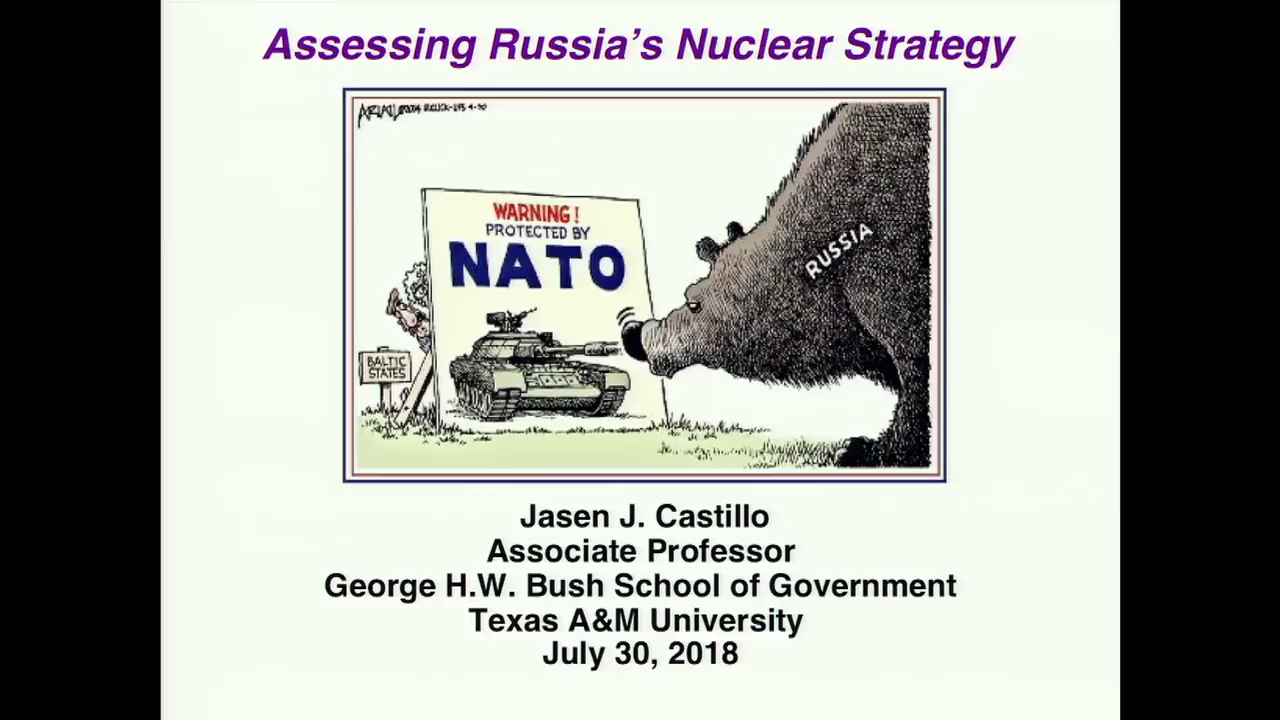 Assessing Russia's Nuclear Strategy
WARNING!
PROTECTED BY
NATO
RUSSIA
BALTIC
STATES
Jasen J. Castillo
Associate Professor
George H.W. Bush School of Government
Texas A&M University
July 30, 2018